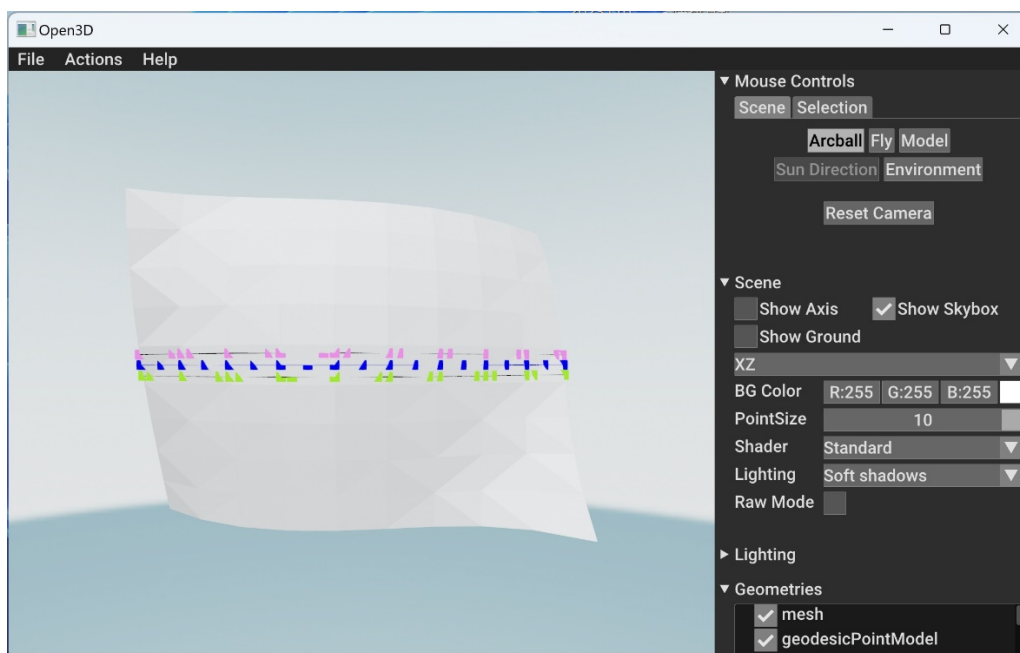 Open3D
File Actions Help
Mouse Controls
Scene Selection
Arcball Fly Model
Sun Direction Environment
Reset Camera
Scene
Show Axis Show Skybox
Show Ground
XZ
BG Color R:255 G:255 B:255
PointSize 10
Shader Standard
Lighting Soft shadows
Raw Mode
Lighting
Geometries
mesh
geodesicPointModel